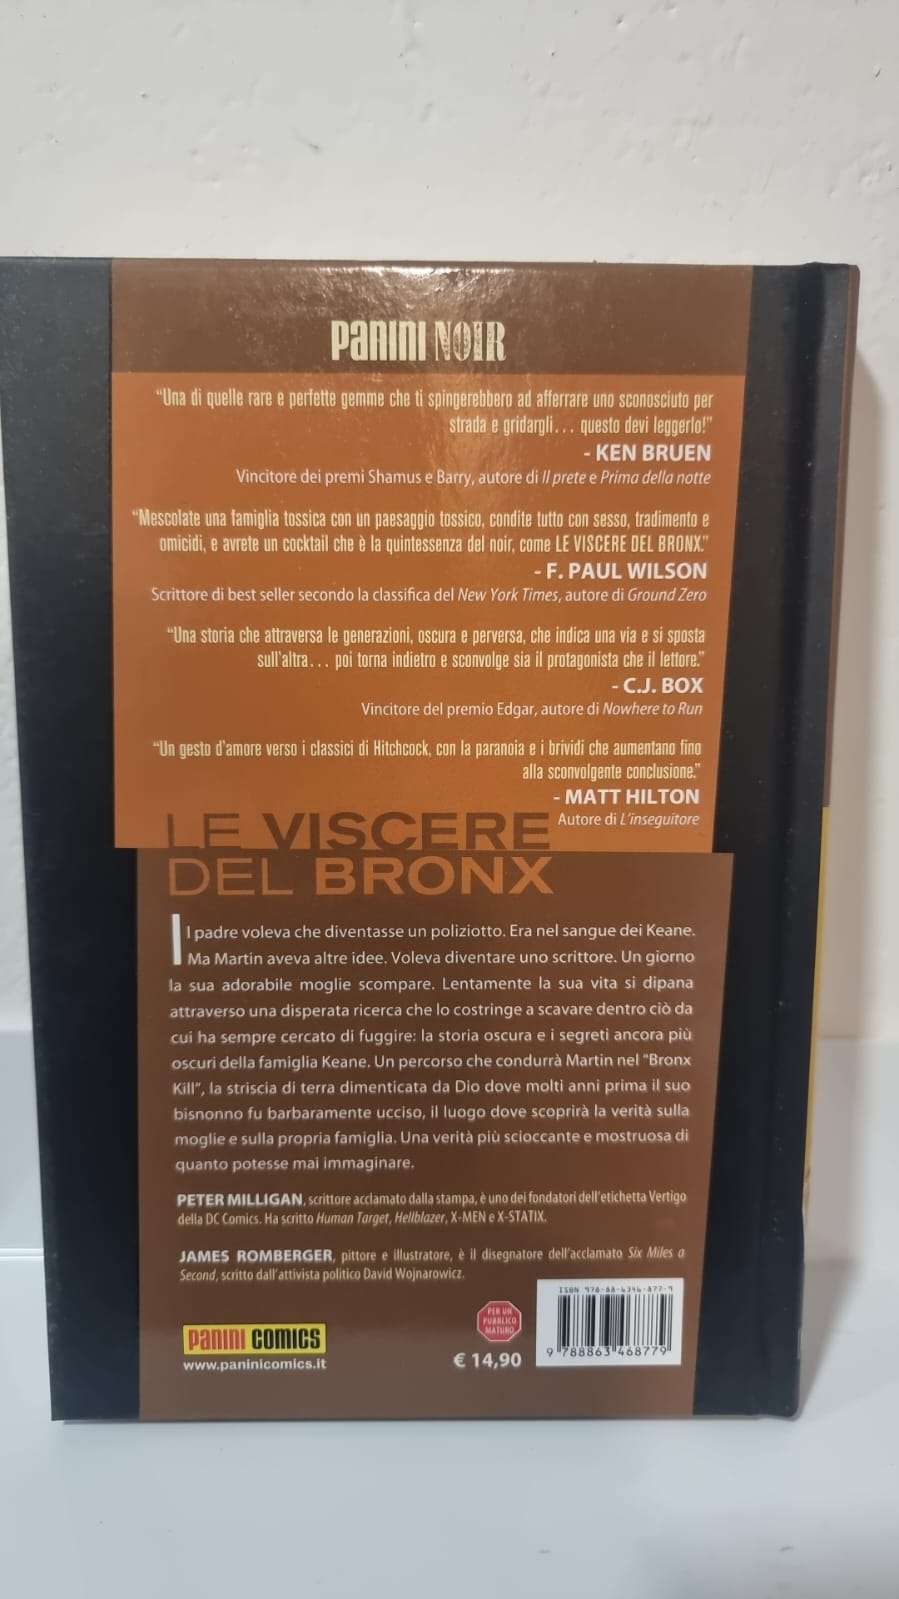 PANINI NOIR
“Una di quelle rare e perfette gemme che ti spingerebbero ad afferrare uno sconosciuto per
strada e gridargli... questo devi leggerlo!”
- KEN BRUEN
Vincitore dei premi Shamus e Barry, autore di Il prete e Prima della notte
“Mescolate una famiglia tossica con un paesaggio tossico, condite tutto con sesso, tradimento e
omicidi, e avrete un cocktail che è la quintessenza del noir, come LE VISCERE DEL BRONX.”
- F. PAUL WILSON
Scrittore di best seller secondo la classifica del New York Times, autore di Ground Zero
“Una storia che attraversa le generazioni, oscura e perversa, che indica una via e si sposta
sull'altra... poi torna indietro e sconvolge sia il protagonista che il lettore.”
- C.J. BOX
Vincitore del premio Edgar, autore di Nowhere to Run
“Un gesto d'amore verso i classici di Hitchcock, con la paranoia e i brividi che aumentano fino
alla sconvolgente conclusione.”
- MATT HILTON
Autore di L'inseguitore
LE VISCERE
DEL BRONX
Il padre voleva che diventasse un poliziotto. Era nel sangue dei Keane.
Ma Martin aveva altre idee. Voleva diventare uno scrittore. Un giorno
la sua adorabile moglie scompare. Lentamente la sua vita si dipana
attraverso una disperata ricerca che lo costringe a scavare dentro ciò da
cui ha sempre cercato di fuggire: la storia oscura e i segreti ancora più
oscuri della famiglia Keane. Un percorso che condurrà Martin nel "Bronx
Kill", la striscia di terra dimenticata da Dio dove molti anni prima il suo
bisnonno fu barbaramente ucciso, il luogo dove scoprirà la verità sulla
moglie e sulla propria famiglia. Una verità più scioccante e mostruosa di
quanto potesse mai immaginare.
PETER MILLIGAN, scrittore acclamato dalla stampa, è uno dei fondatori dell'etichetta Vertigo
della DC Comics. Ha scritto Human Target, Hellblazer, X-MEN e X-STATIX.
JAMES ROMBERGER, pittore e illustratore, è il disegnatore dell'acclamato Six Miles a
Second, scritto dall'attivista politico David Wojnarowicz.
PANINI COMICS
www.paninicomics.it
PER UN
PUBBLICO
MATURO
€ 14,90
ISBN 978-88-6346-877-9
9 788863 468779